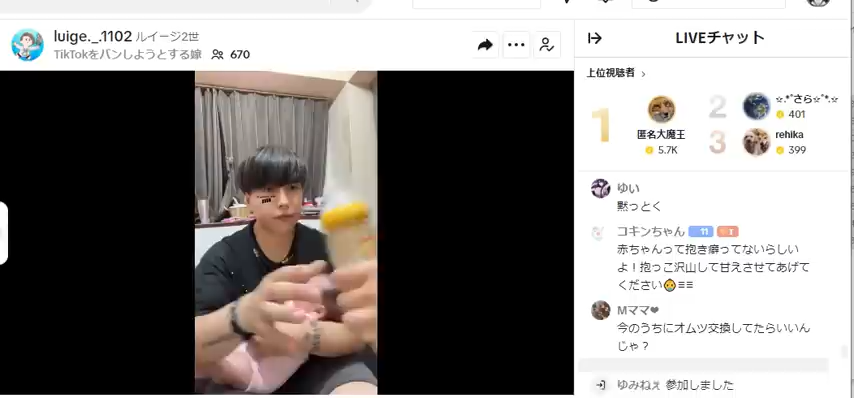 luige._.1102 ルイージ2世
TikTokをバンしようとする嫁 670
LIVEチャット
上位視聴者 >
1
匿名大魔王
5.7K
2
☆.*˚さら☆˚*.☆
401
3
rehika
399
ゆい
黙っとく
コキンちゃん 11
赤ちゃんって抱き癖ってないらしい
よ！抱っこ沢山して甘えさせてあげて
ください👶≡≡
Mママ❤
今のうちにオムツ交換してたらいいん
じゃ？
ゆみねぇ 参加しました